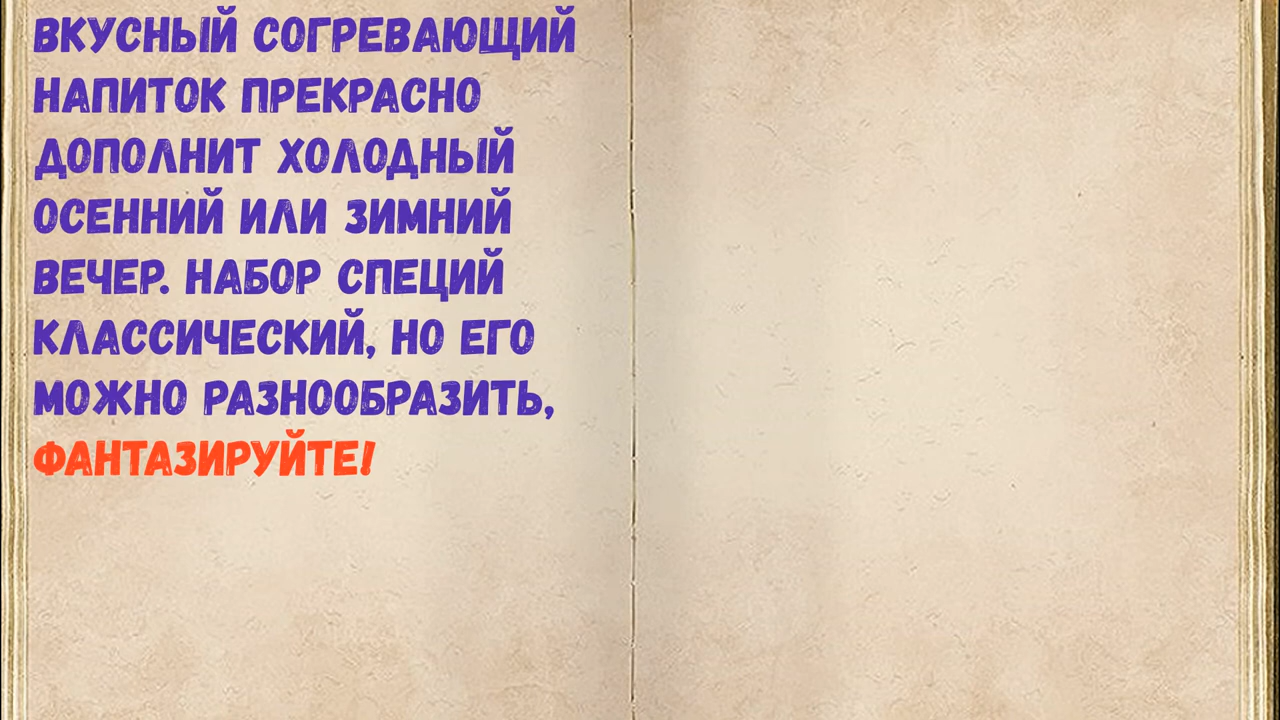 ВКУСНЫЙ СОГРЕВАЮЩИЙ
НАПИТОК ПРЕКРАСНО
ДОПОЛНИТ ХОЛОДНЫЙ
ОСЕННИЙ ИЛИ ЗИМНИЙ
ВЕЧЕР. НАБОР СПЕЦИЙ
КЛАССИЧЕСКИЙ, НО ЕГО
МОЖНО РАЗНООБРАЗИТЬ,
ФАНТАЗИРУЙТЕ!